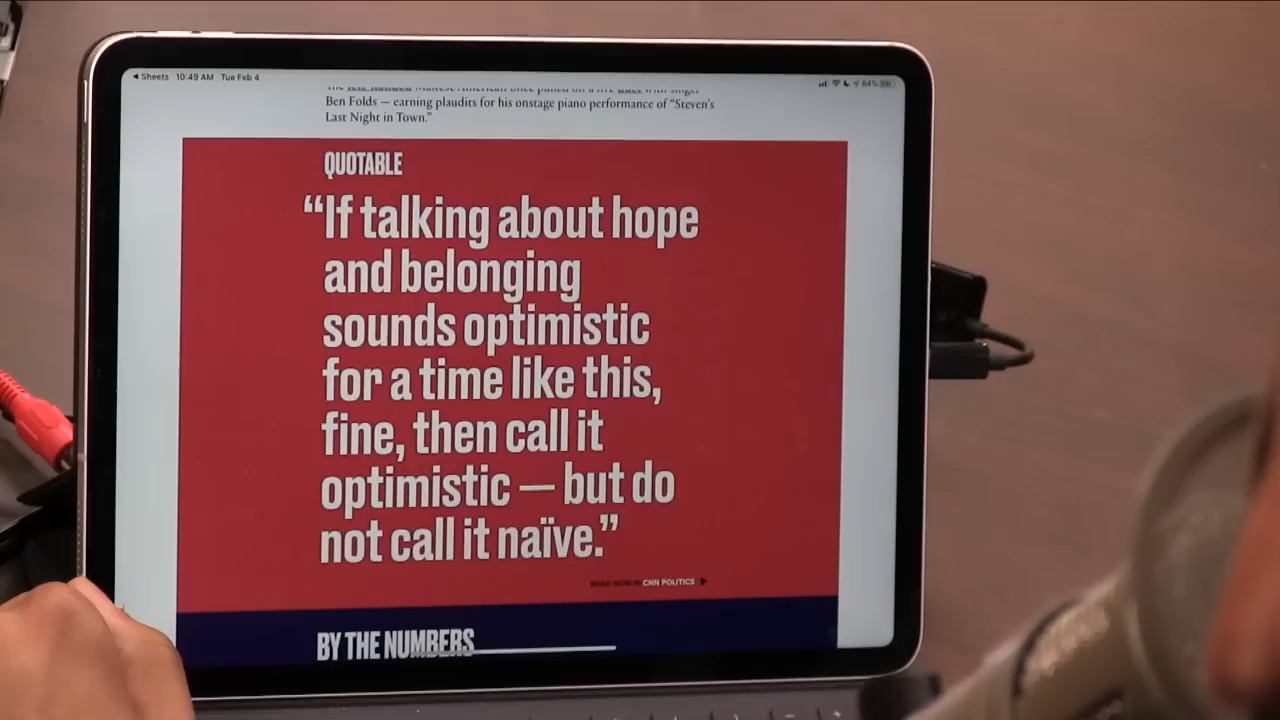 Sheets 10:49 AM Tue Feb 4
84%
Ben Folds — earning plaudits for his onstage piano performance of “Steven's
Last Night in Town.”
QUOTABLE
“If talking about hope
and belonging
sounds optimistic
for a time like this,
fine, then call it
optimistic — but do
not call it naïve.”
READ NOW IN CNN POLITICS
BY THE NUMBERS